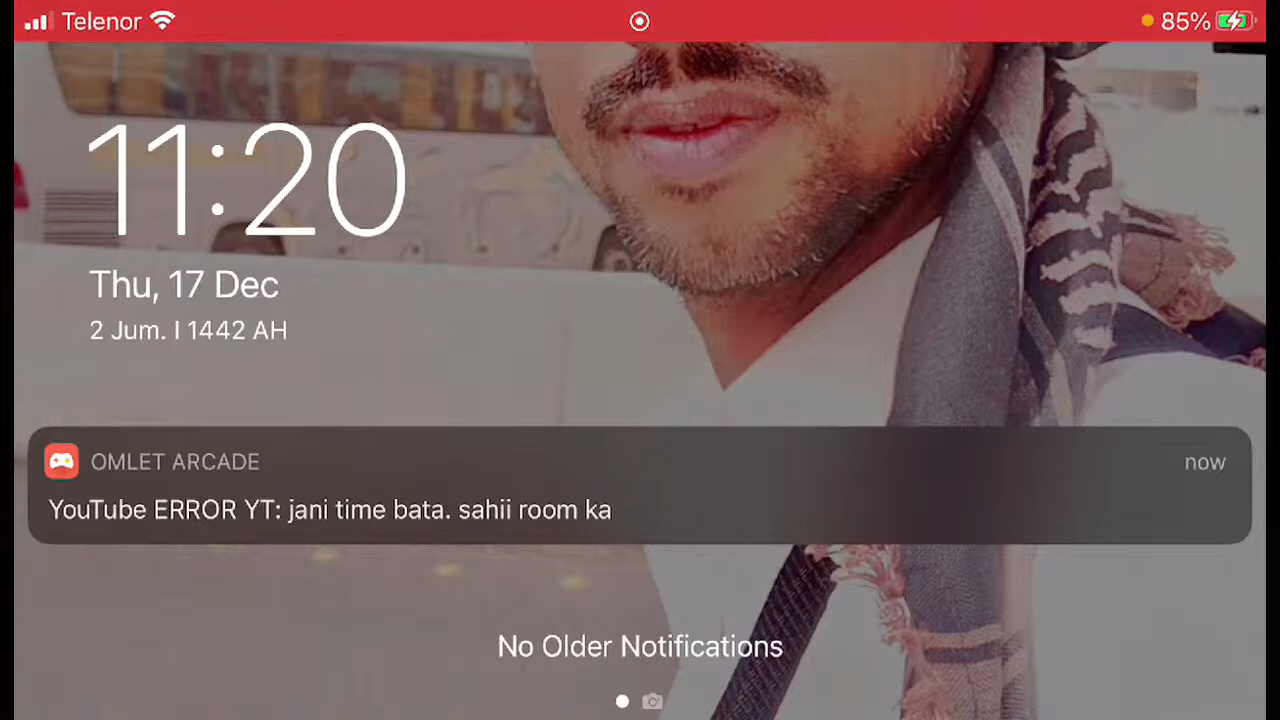 Telenor
85%
11:20
Thu, 17 Dec
2 Jum. I 1442 AH
OMLET ARCADE
now
YouTube ERROR YT: jani time bata. sahii room ka
No Older Notifications